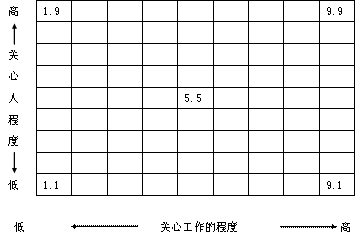 高 1.9 9.9
关
心
人 5.5
程
度
低 1.1 9.1
低 关心工作的程度 高